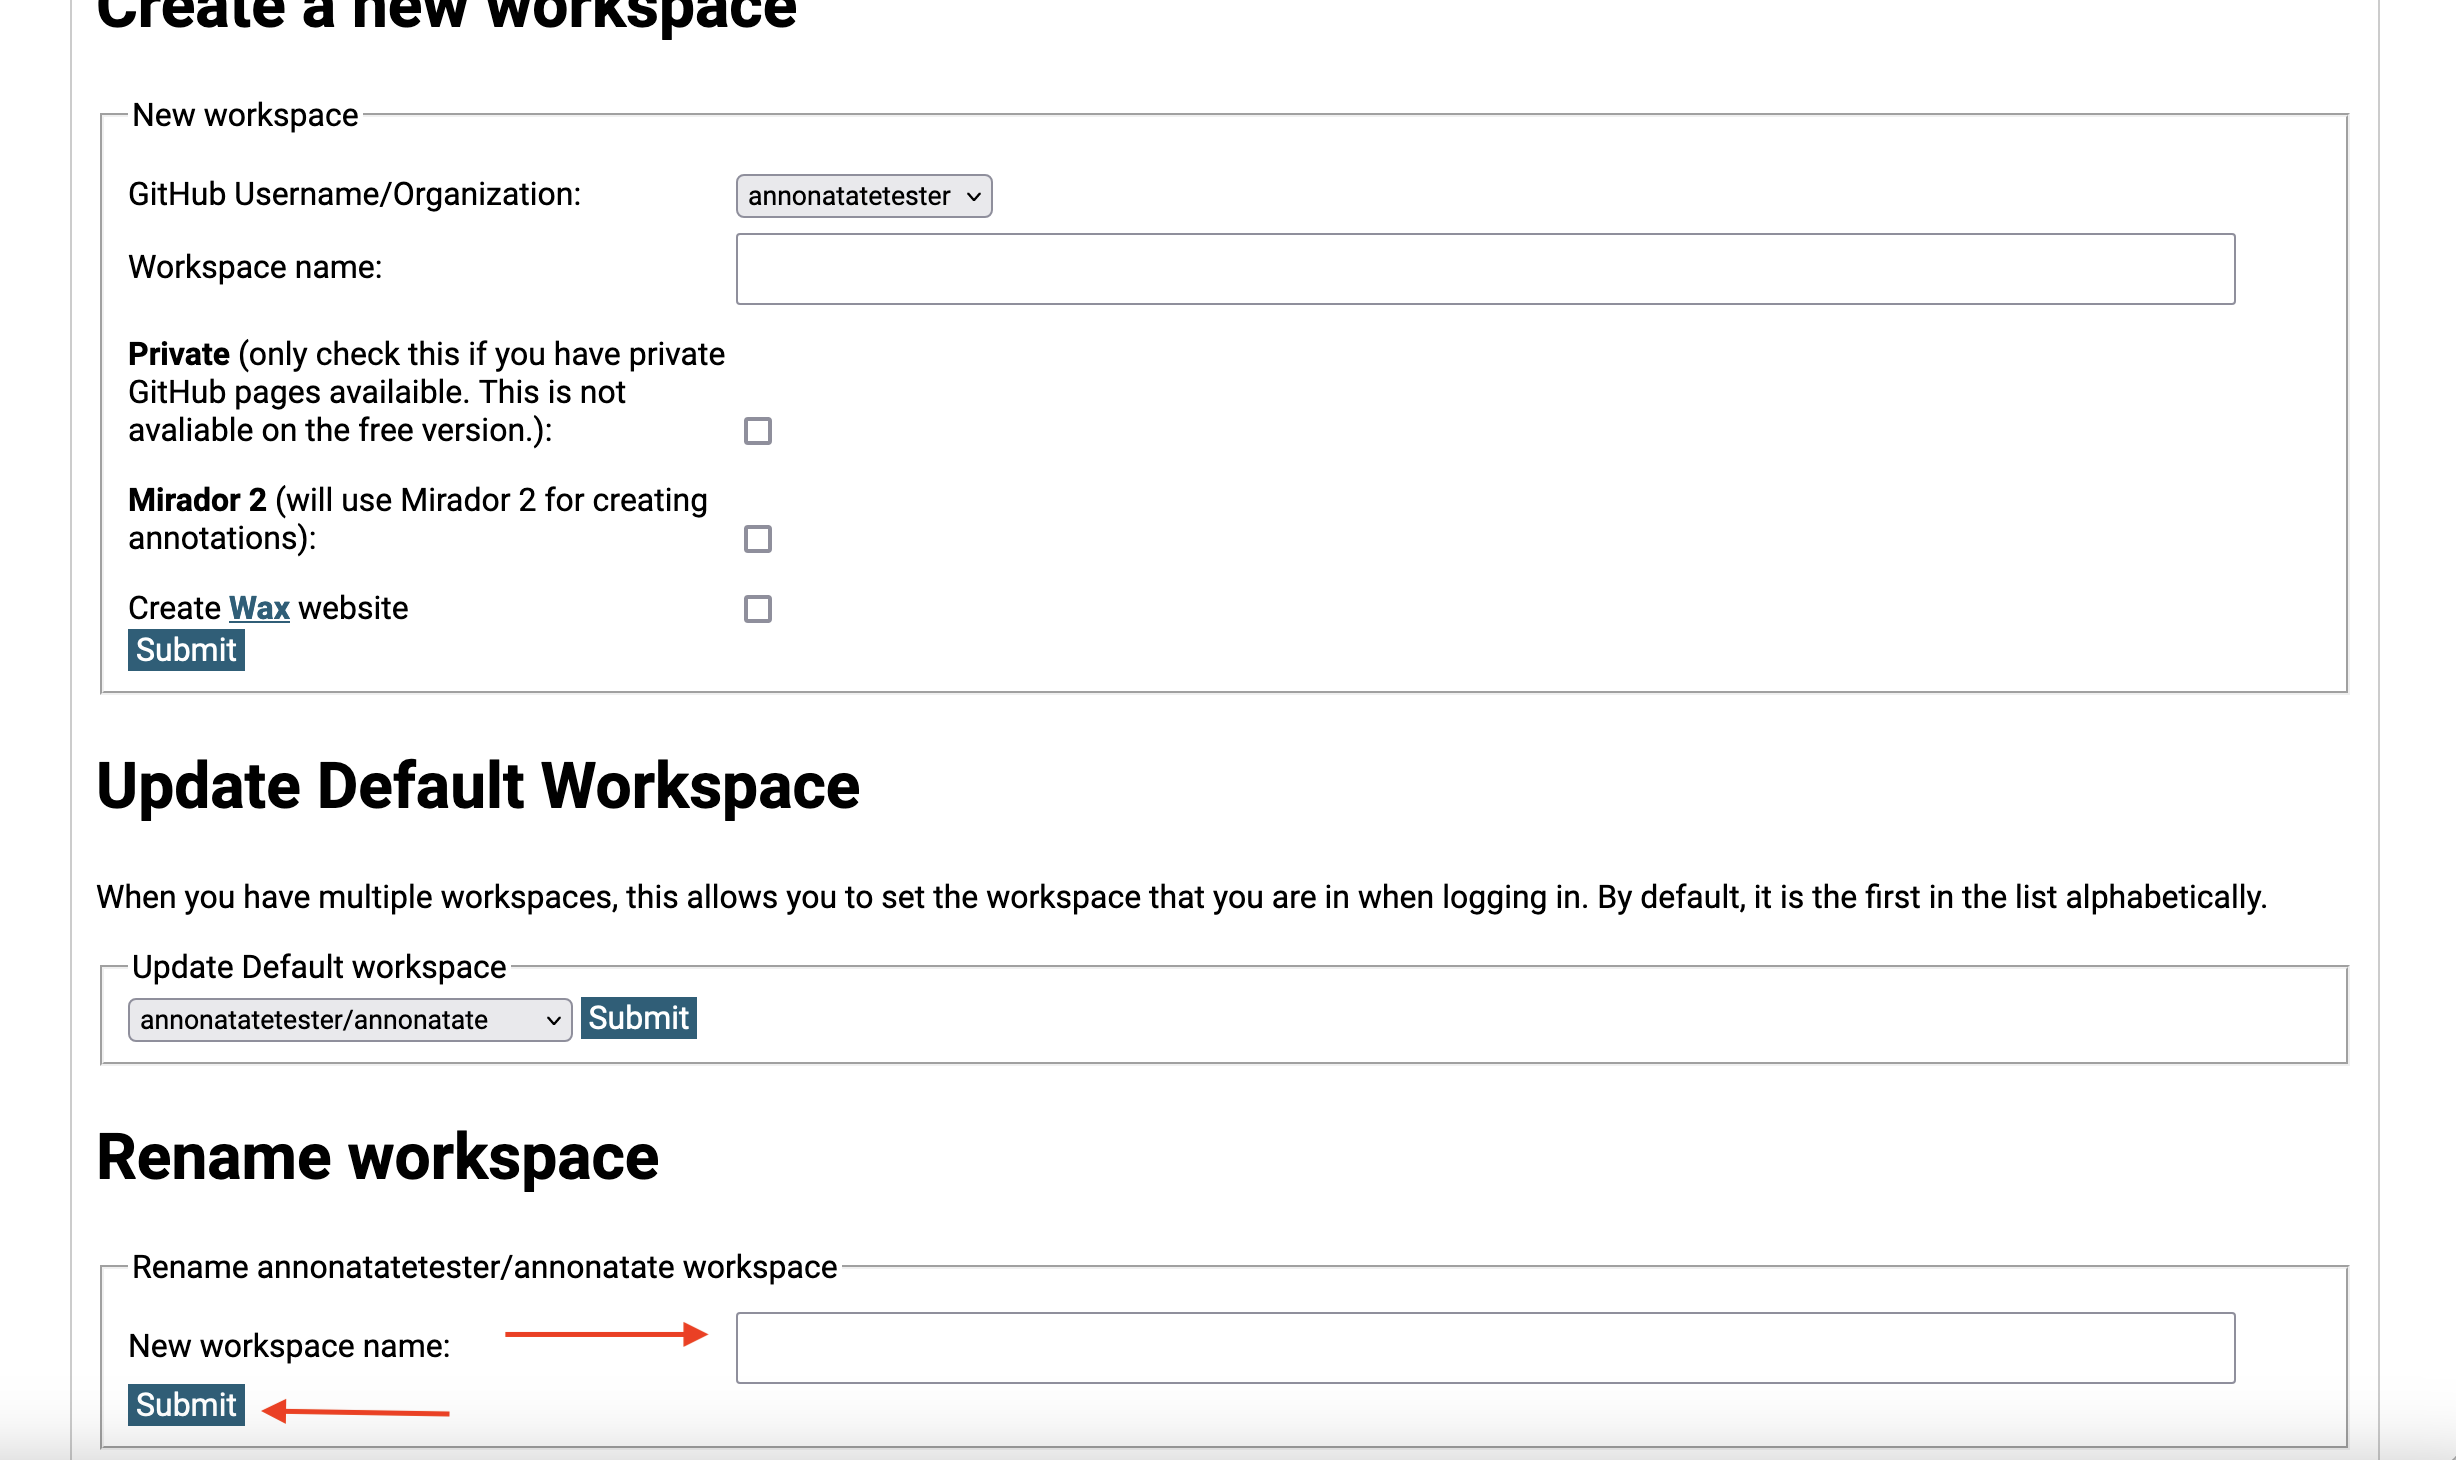 Create a new workspace
New workspace
GitHub Username/Organization:
annonatatetester
Workspace name:
Private (only check this if you have private
GitHub pages availaible. This is not
avaliable on the free version.):
Mirador 2 (will use Mirador 2 for creating
annotations):
Create Wax website
Submit
Update Default Workspace
When you have multiple workspaces, this allows you to set the workspace that you are in when logging in. By default, it is the first in the list alphabetically.
Update Default workspace
annonatatetester/annonatate
Submit
Rename workspace
Rename annonatatetester/annonatate workspace
New workspace name:
Submit